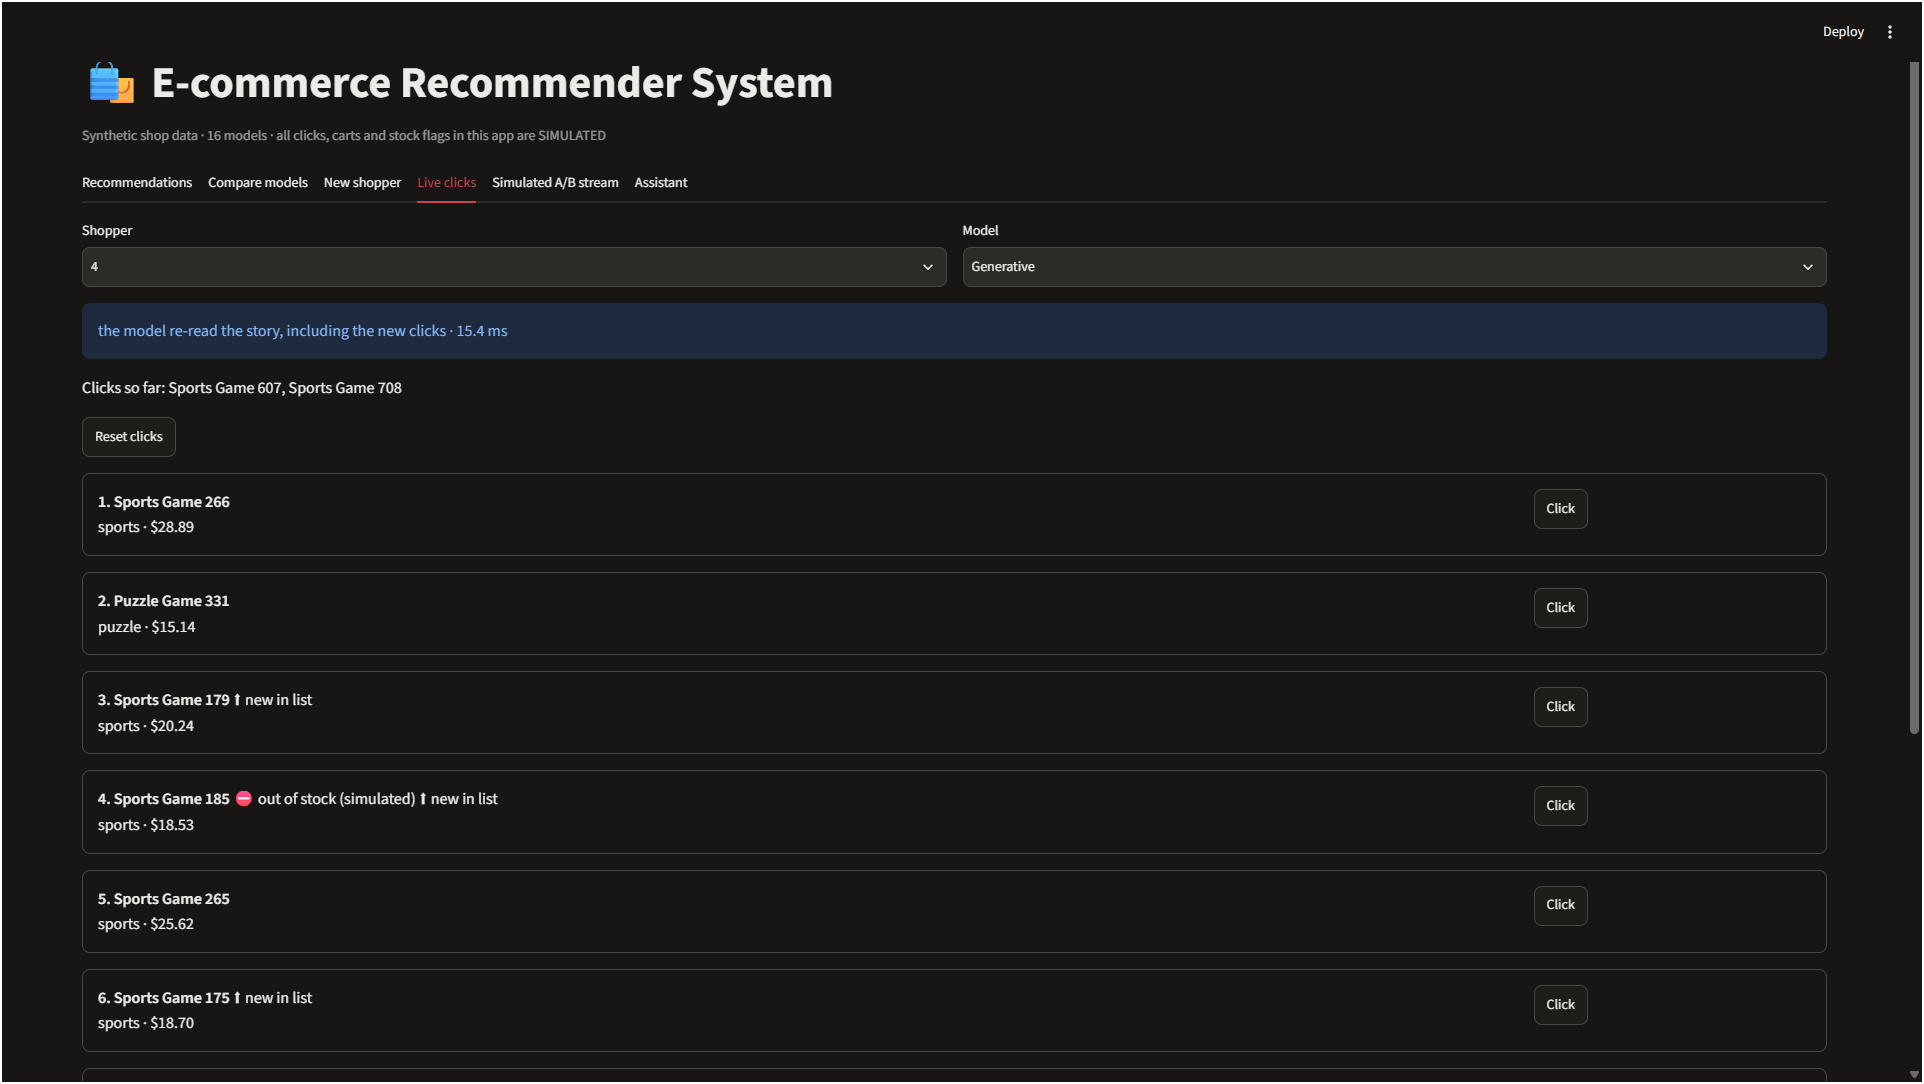 Deploy
E-commerce Recommender System
Synthetic shop data · 16 models · all clicks, carts and stock flags in this app are SIMULATED
Recommendations Compare models New shopper Live clicks Simulated A/B stream Assistant
Shopper Model
4 Generative
the model re-read the story, including the new clicks · 15.4 ms
Clicks so far: Sports Game 607, Sports Game 708
Reset clicks
1. Sports Game 266
sports · $28.89
Click
2. Puzzle Game 331
puzzle · $15.14
Click
3. Sports Game 179 ⬆ new in list
sports · $20.24
Click
4. Sports Game 185 ⛔ out of stock (simulated) ⬆ new in list
sports · $18.53
Click
5. Sports Game 265
sports · $25.62
Click
6. Sports Game 175 ⬆ new in list
sports · $18.70
Click